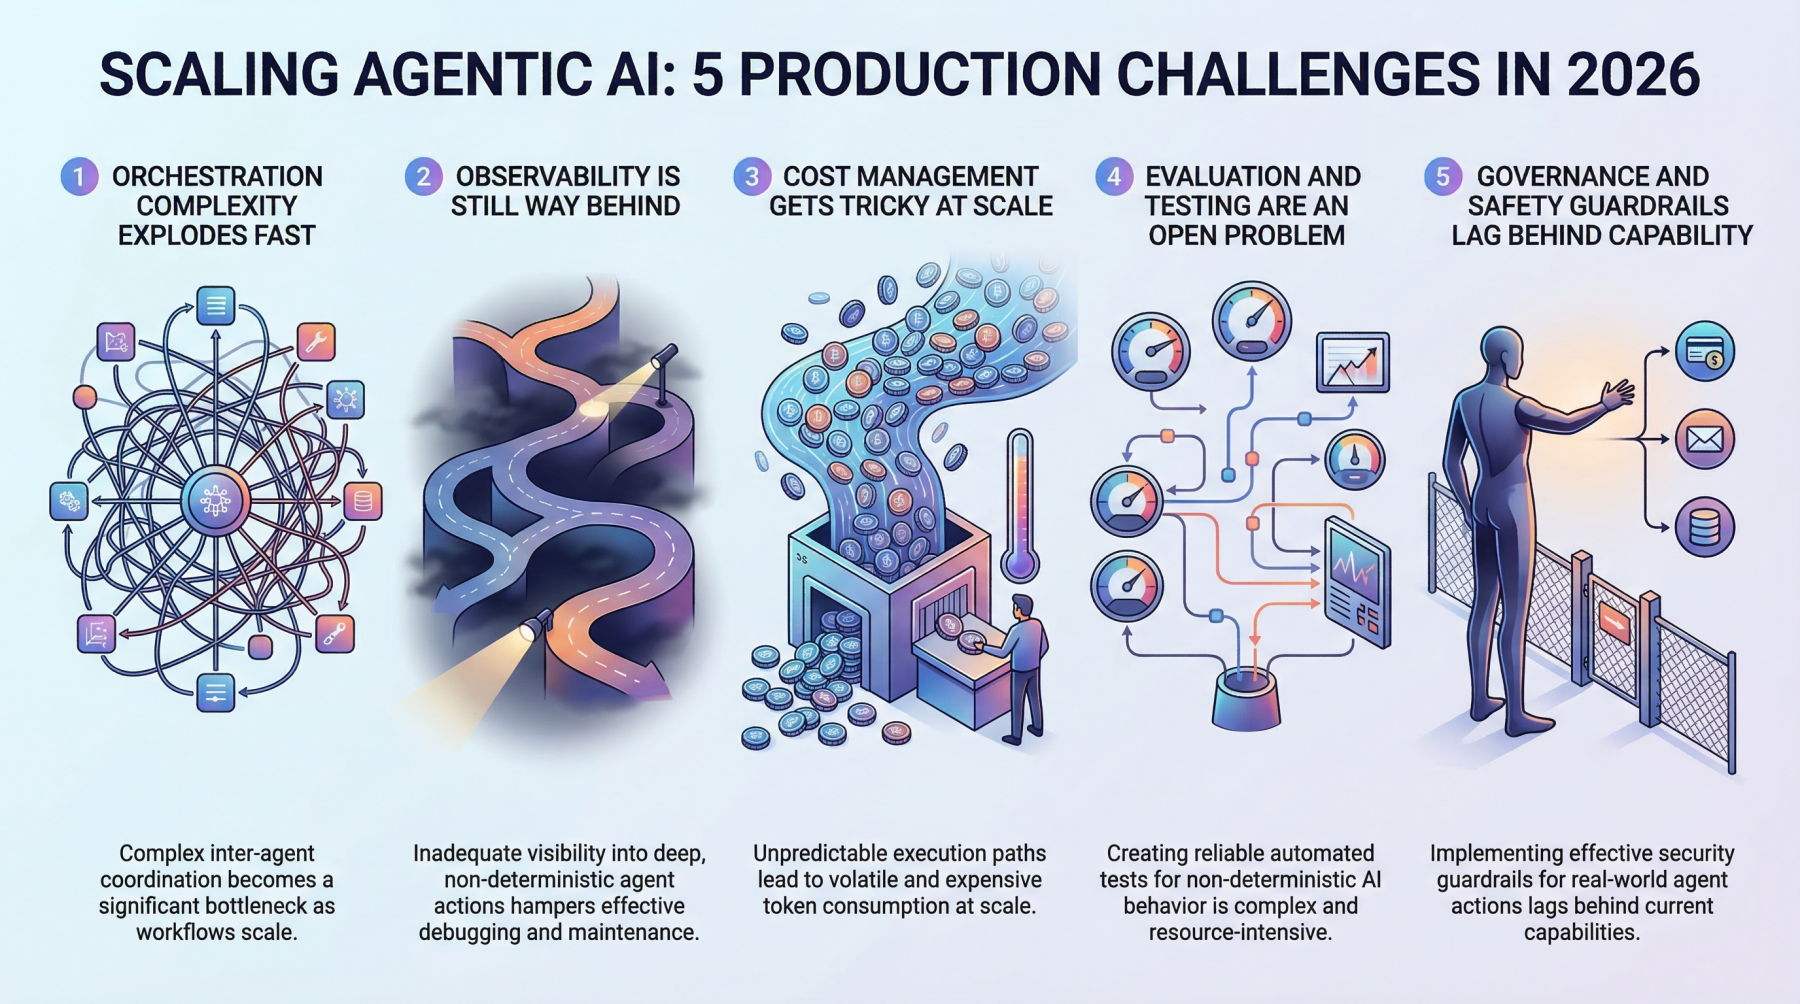 SCALING AGENTIC AI: 5 PRODUCTION CHALLENGES IN 2026
1
ORCHESTRATION
COMPLEXITY
EXPLODES FAST
Complex inter-agent
coordination becomes a
significant bottleneck as
workflows scale.
2
OBSERVABILITY IS
STILL WAY BEHIND
Inadequate visibility into deep,
non-deterministic agent
actions hampers effective
debugging and maintenance.
3
COST MANAGEMENT
GETS TRICKY AT SCALE
Unpredictable execution paths
lead to volatile and expensive
token consumption at scale.
4
EVALUATION AND
TESTING ARE AN
OPEN PROBLEM
Creating reliable automated
tests for non-deterministic AI
behavior is complex and
resource-intensive.
5
GOVERNANCE AND
SAFETY GUARDRAILS
LAG BEHIND CAPABILITY
Implementing effective security
guardrails for real-world agent
actions lags behind current
capabilities.